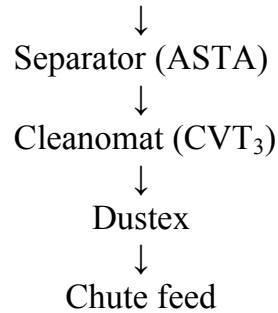 ↓
Separator (ASTA)
↓
Cleanomat (CVT₃)
↓
Dustex
↓
Chute feed